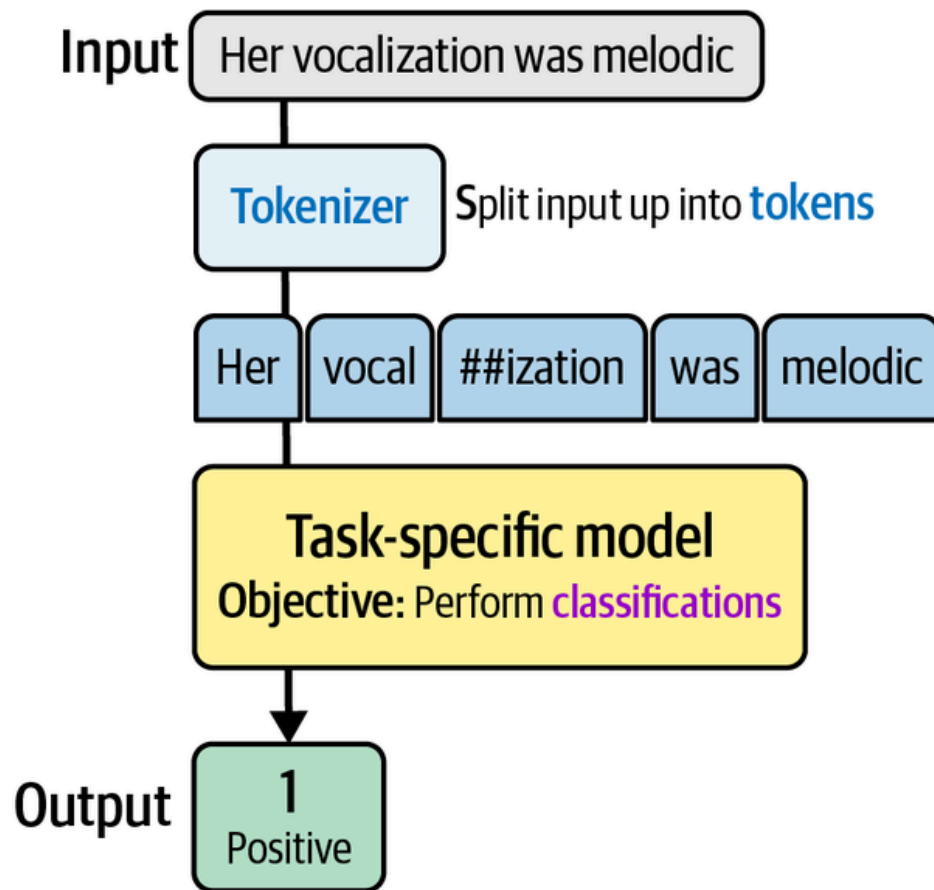 Input Her vocalization was melodic
Tokenizer Split input up into tokens
Her vocal ##ization was melodic
Task-specific model
Objective: Perform classifications
Output
1
Positive